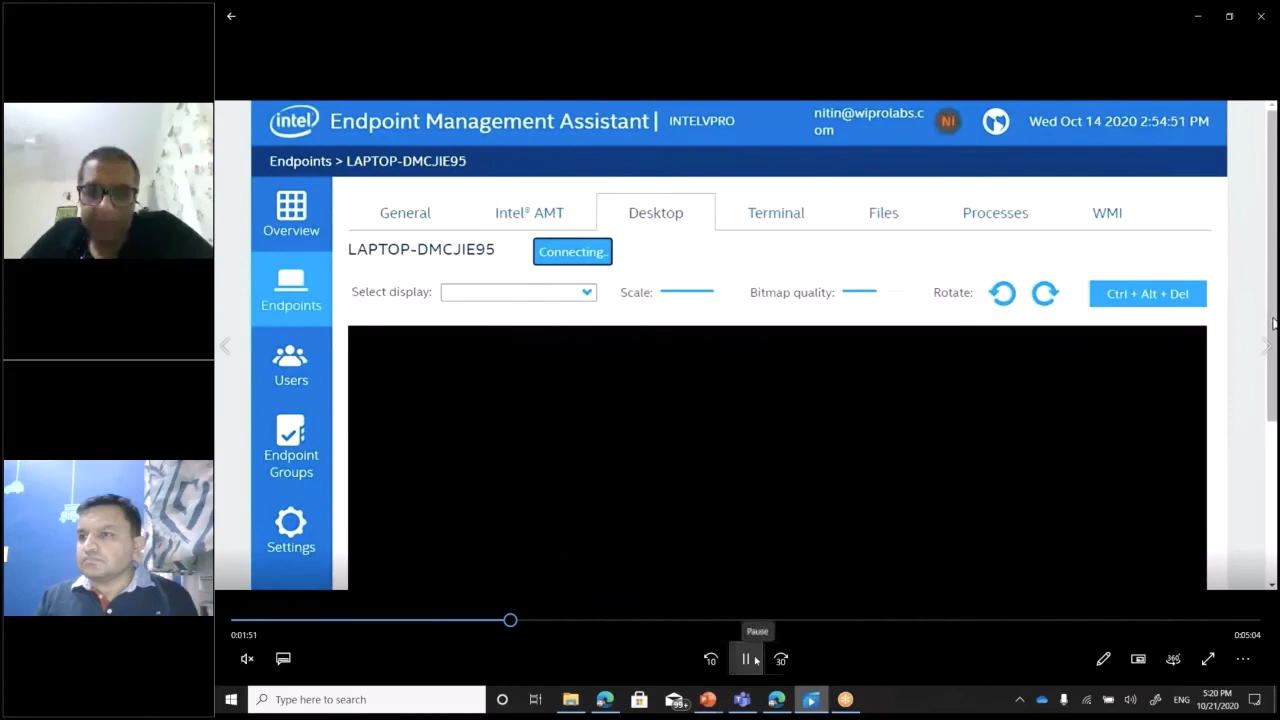 intel Endpoint Management Assistant | INTELVPRO
nitin@wiprolabs.c
om
NI
Wed Oct 14 2020 2:54:51 PM
Endpoints > LAPTOP-DMCJIE95
Overview
Endpoints
Users
Endpoint
Groups
Settings
General Intel® AMT Desktop Terminal Files Processes WMI
LAPTOP-DMCJIE95 Connecting..
Select display: Scale: Bitmap quality: Rotate: Ctrl + Alt + Del
Pause
0:01:51 0:05:04
10 30
Type here to search
99+
ENG
5:20 PM
10/21/2020